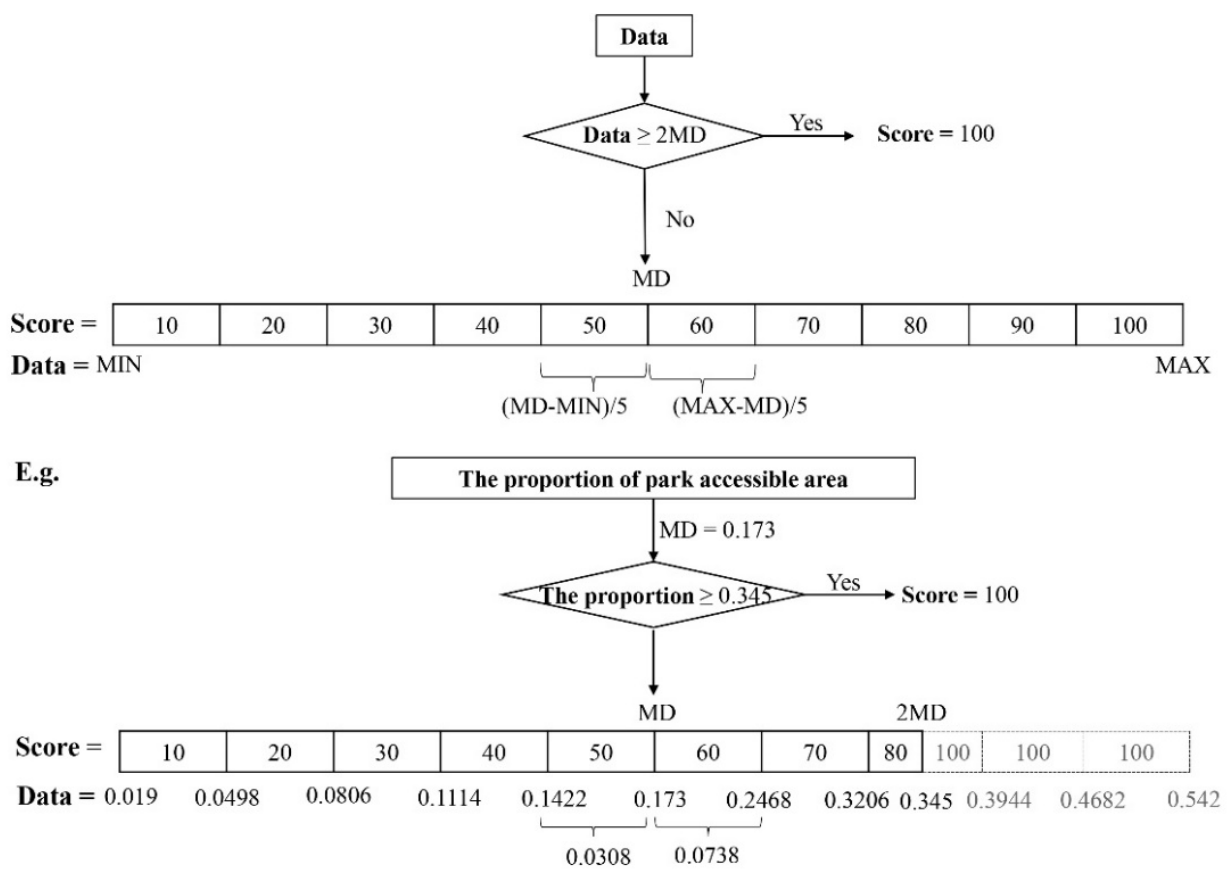 Data
Data ≥ 2MD
Yes
Score = 100
No
MD
Score = 10 20 30 40 50 60 70 80 90 100
Data = MIN MAX
(MD-MIN)/5 (MAX-MD)/5
E.g.
The proportion of park accessible area
MD = 0.173
The proportion ≥ 0.345
Yes
Score = 100
MD 2MD
Score = 10 20 30 40 50 60 70 80 100 100 100
Data = 0.019 0.0498 0.0806 0.1114 0.1422 0.173 0.2468 0.3206 0.345 0.3944 0.4682 0.542
0.0308 0.0738